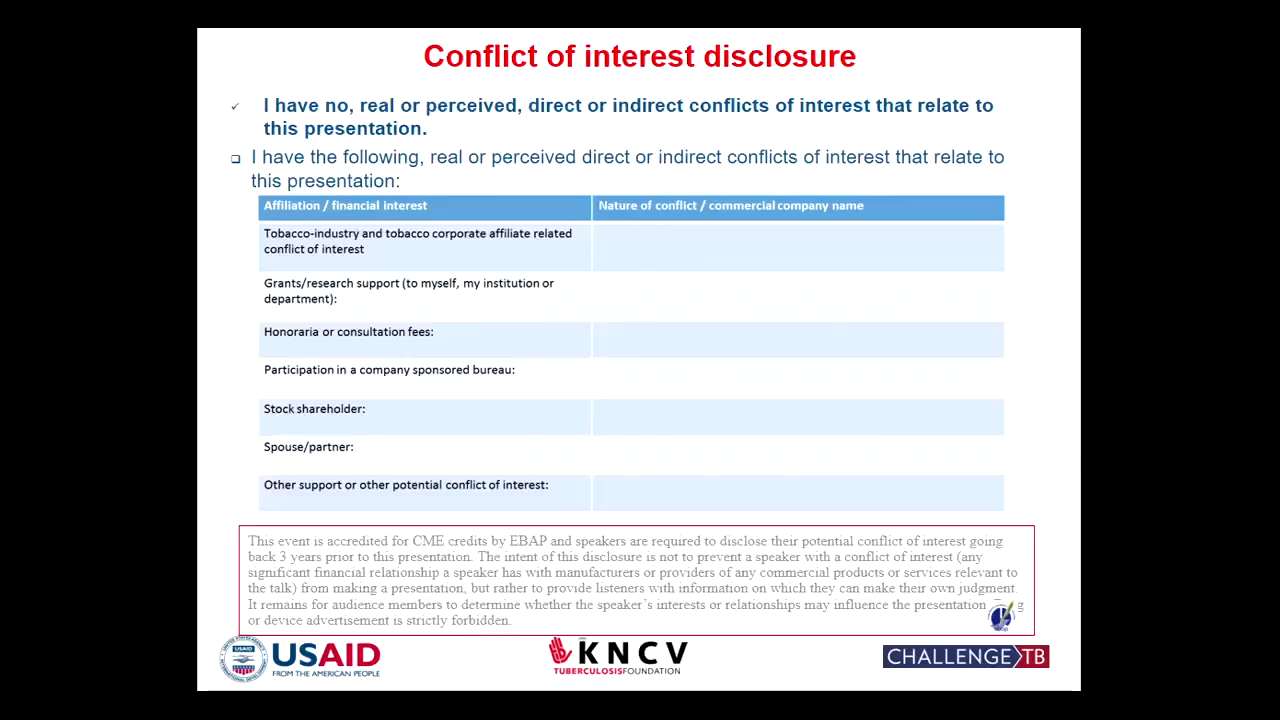 Conflict of interest disclosure
✓ I have no, real or perceived, direct or indirect conflicts of interest that relate to
this presentation.
❑ I have the following, real or perceived direct or indirect conflicts of interest that relate to
this presentation:
Affiliation / financial interest
Nature of conflict / commercial company name
Tobacco-industry and tobacco corporate affiliate related
conflict of interest
Grants/research support (to myself, my institution or
department):
Honoraria or consultation fees:
Participation in a company sponsored bureau:
Stock shareholder:
Spouse/partner:
Other support or other potential conflict of interest:
This event is accredited for CME credits by EBAP and speakers are required to disclose their potential conflict of interest going
back 3 years prior to this presentation. The intent of this disclosure is not to prevent a speaker with a conflict of interest (any
significant financial relationship a speaker has with manufacturers or providers of any commercial products or services relevant to
the talk) from making a presentation, but rather to provide listeners with information on which they can make their own judgment.
It remains for audience members to determine whether the speaker's interests or relationships may influence the presentation.
or device advertisement is strictly forbidden.
USAID
FROM THE AMERICAN PEOPLE
KNCV
TUBERCULOSISFOUNDATION
CHALLENGE TB